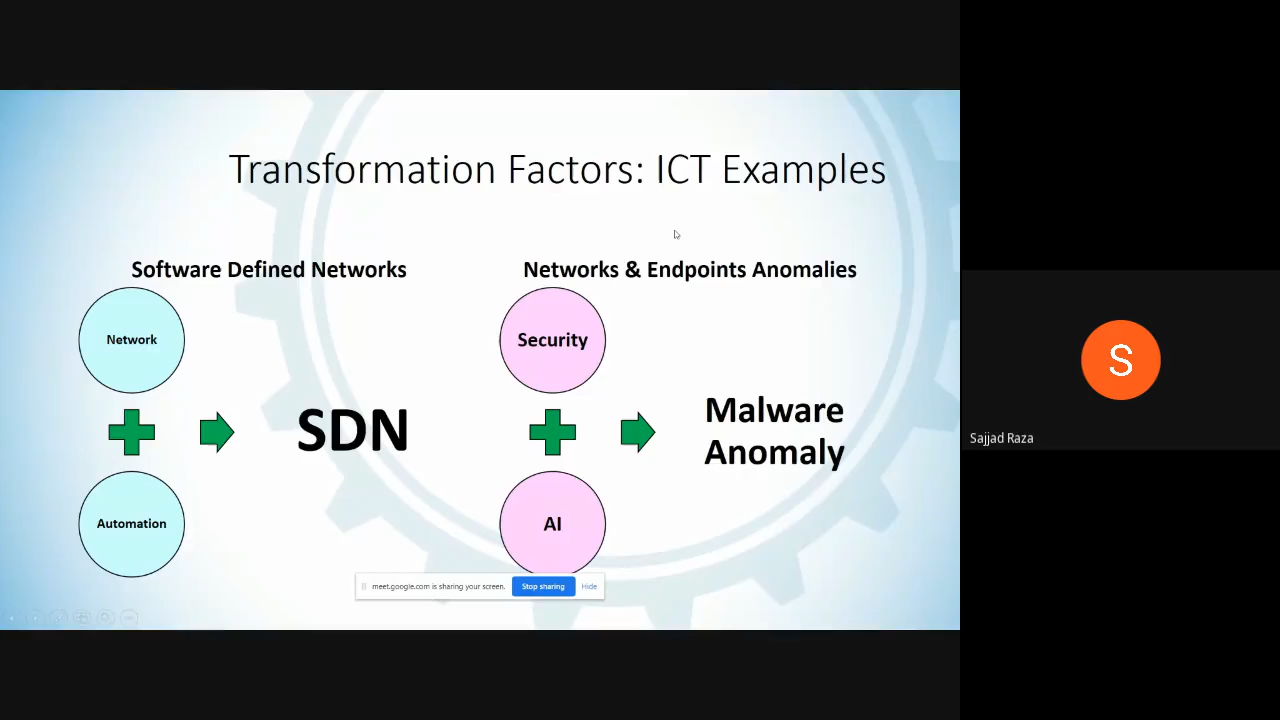 Transformation Factors: ICT Examples
Software Defined Networks
Network
Automation
SDN
Networks & Endpoints Anomalies
Security
AI
Malware
Anomaly
meet.google.com is sharing your screen. Stop sharing Hide
S
Sajjad Raza